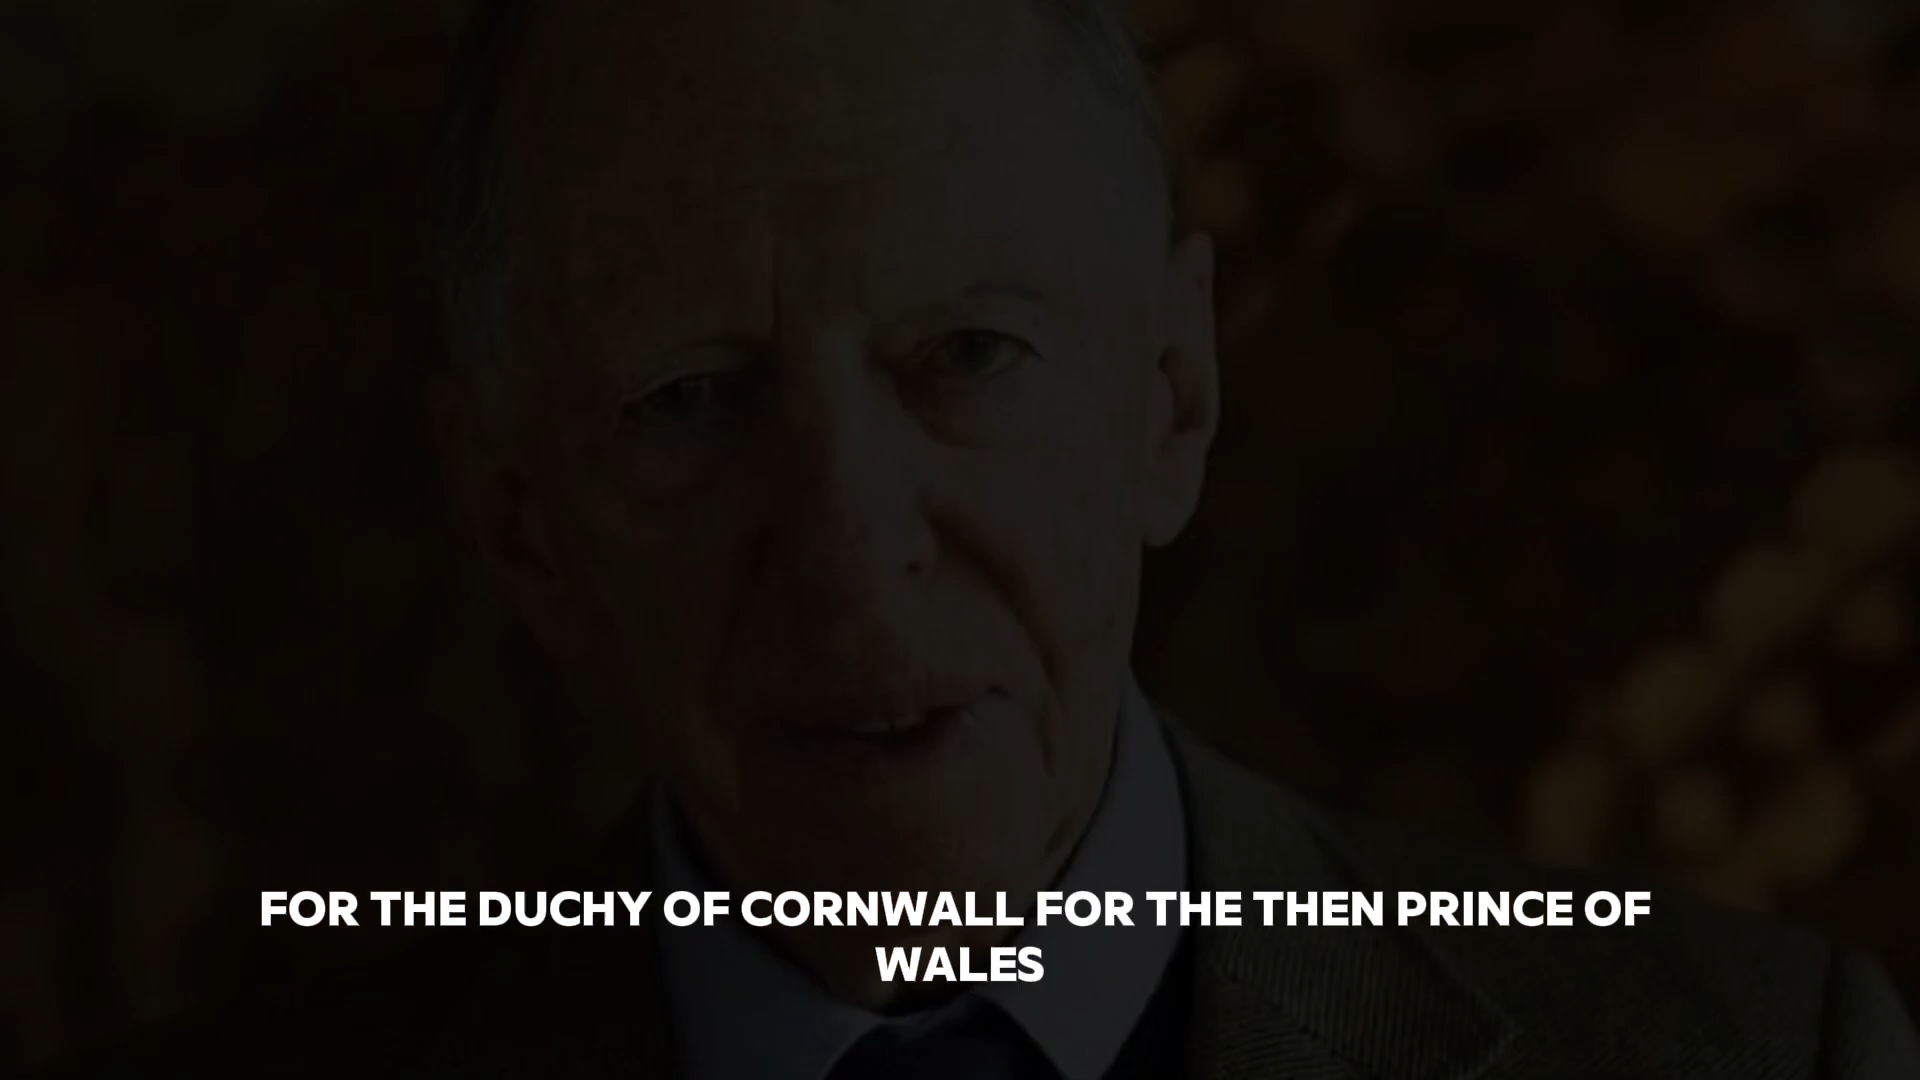 FOR THE DUCHY OF CORNWALL FOR THE THEN PRINCE OF
WALES